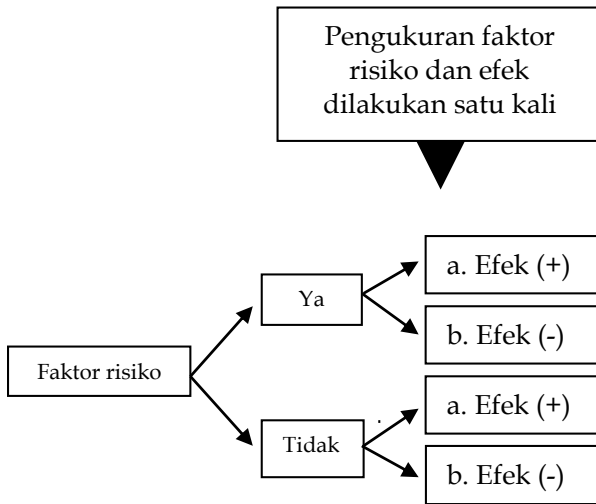 Pengukuran faktor
risiko dan efek
dilakukan satu kali
a. Efek (+)
Ya
b. Efek (-)
Faktor risiko
a. Efek (+)
Tidak
b. Efek (-)